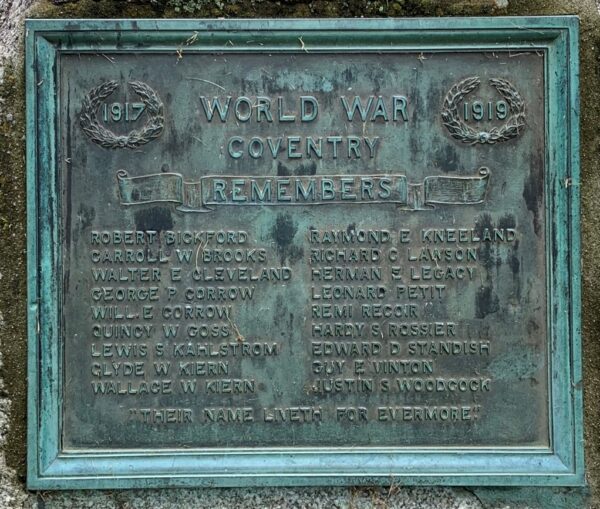 1917
WORLD WAR
1919
COVENTRY
REMEMBERS
ROBERT BICKFORD
CARROLL W BROOKS
WALTER E CLEVELAND
GEORGE P CORROW
WILL E CORROW
QUINCY W GOSS
LEWIS S KAHLSTROM
CLYDE W KIERN
WALLACE W KIERN
RAYMOND E KNEELAND
RICHARD C LAWSON
HERMAN F LEGACY
LEONARD PETIT
REMI RECOIR
HARDY S ROSSIER
EDWARD D STANDISH
GUY E VINTON
JUSTIN S WOODCOCK
"THEIR NAME LIVETH FOR EVERMORE"